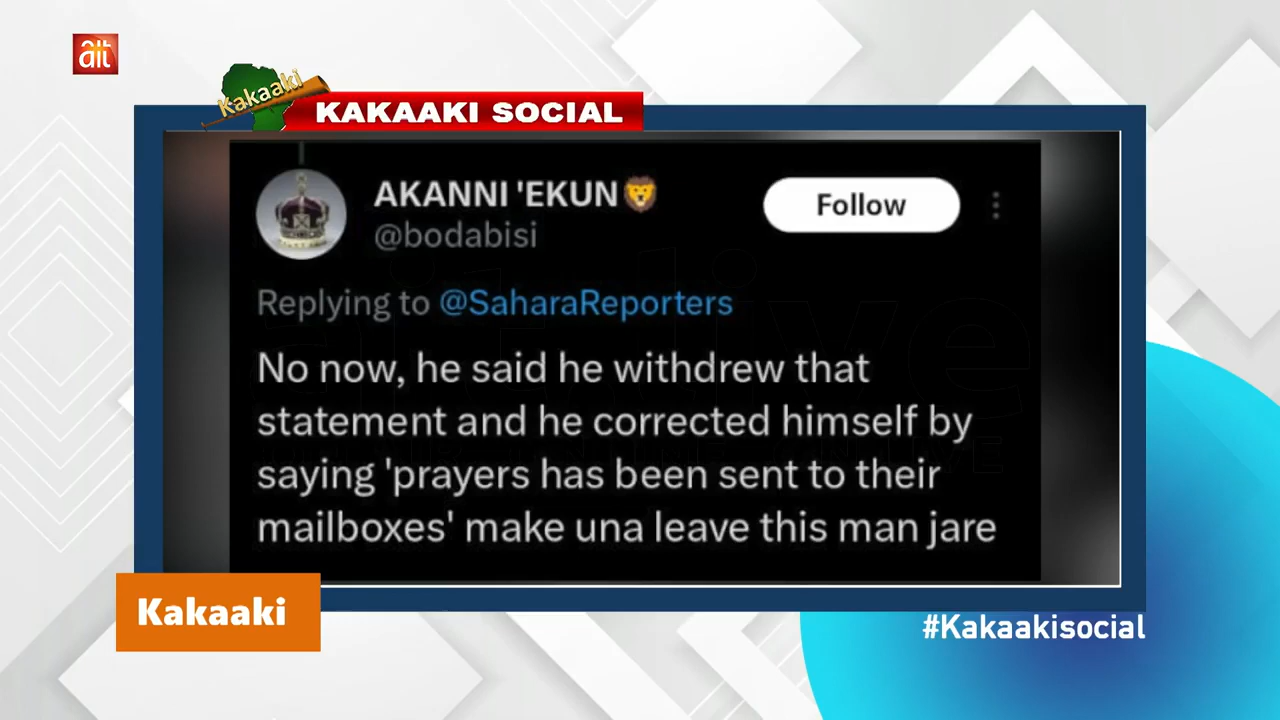 ait
Kakaaki
KAKAAKI SOCIAL
AKANNI 'EKUN🦁
@bodabisi
Follow
Replying to @SaharaReporters
No now, he said he withdrew that
statement and he corrected himself by
saying 'prayers has been sent to their
mailboxes' make una leave this man jare
Kakaaki
#Kakaakisocial